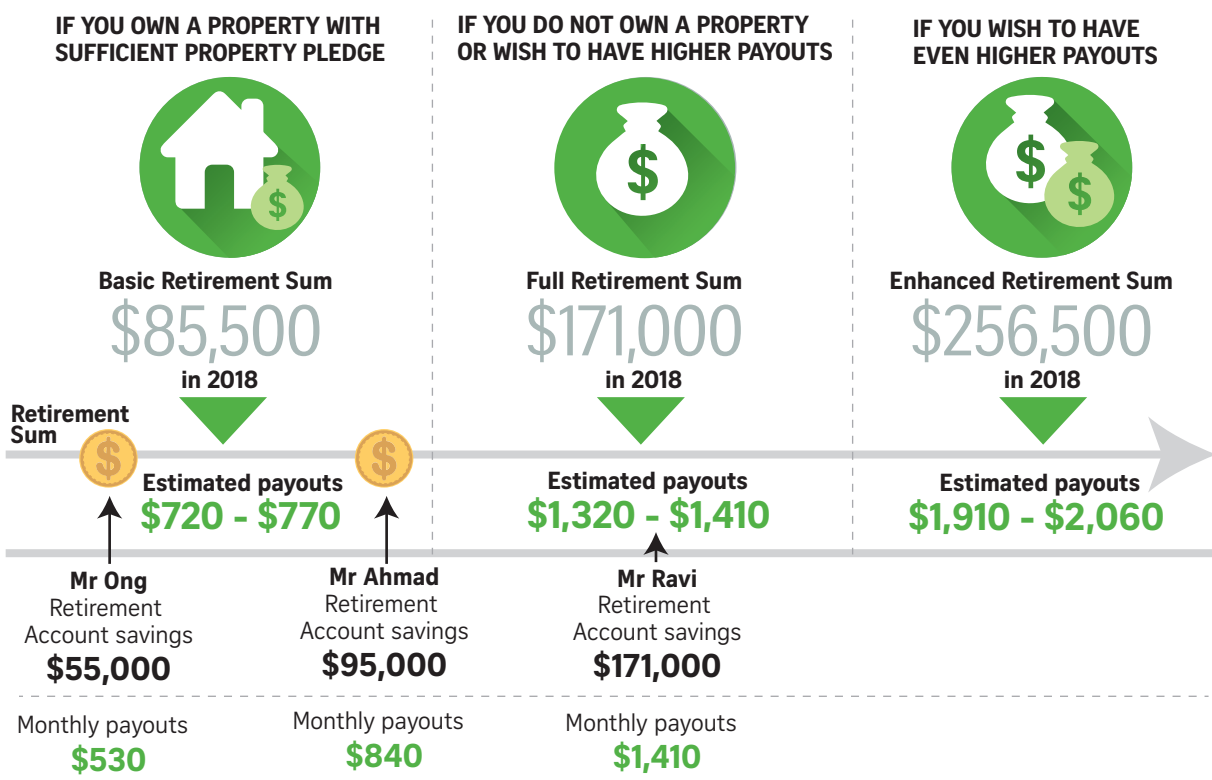 IF YOU OWN A PROPERTY WITH
SUFFICIENT PROPERTY PLEDGE
$
Basic Retirement Sum
$85,500
in 2018
IF YOU DO NOT OWN A PROPERTY
OR WISH TO HAVE HIGHER PAYOUTS
$
Full Retirement Sum
$171,000
in 2018
IF YOU WISH TO HAVE
EVEN HIGHER PAYOUTS
$
$
Enhanced Retirement Sum
$256,500
in 2018
Retirement
Sum
$
$
Estimated payouts
$720 - $770
Estimated payouts
$1,320 - $1,410
Estimated payouts
$1,910 - $2,060
Mr Ong
Retirement
Account savings
$55,000
Monthly payouts
$530
Mr Ahmad
Retirement
Account savings
$95,000
Monthly payouts
$840
Mr Ravi
Retirement
Account savings
$171,000
Monthly payouts
$1,410